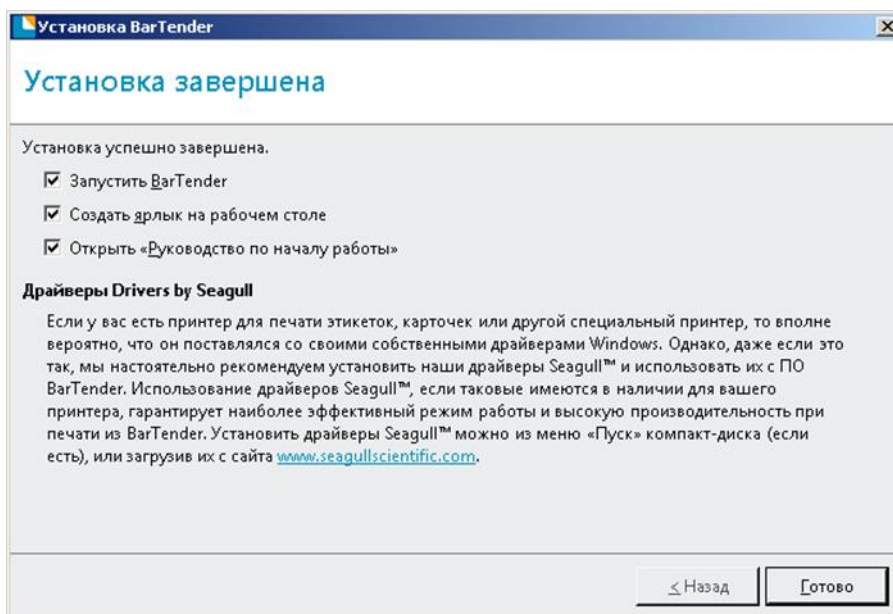 Установка BarTender
Установка завершена
Установка успешно завершена.
Запустить BarTender
Создать ярлык на рабочем столе
Открыть «Руководство по началу работы»
Драйверы Drivers by Seagull
Если у вас есть принтер для печати этикеток, карточек или другой специальный принтер, то вполне
вероятно, что он поставлялся со своими собственными драйверами Windows. Однако, даже если это
так, мы настоятельно рекомендуем установить наши драйверы Seagull™ и использовать их с ПО
BarTender. Использование драйверов Seagull™, если таковые имеются в наличии для вашего
принтера, гарантирует наиболее эффективный режим работы и высокую производительность при
печати из BarTender. Установить драйверы Seagull™ можно из меню «Пуск» компакт-диска (если
есть), или загрузив их с сайта www.seagullscientific.com.
< Назад
Готово